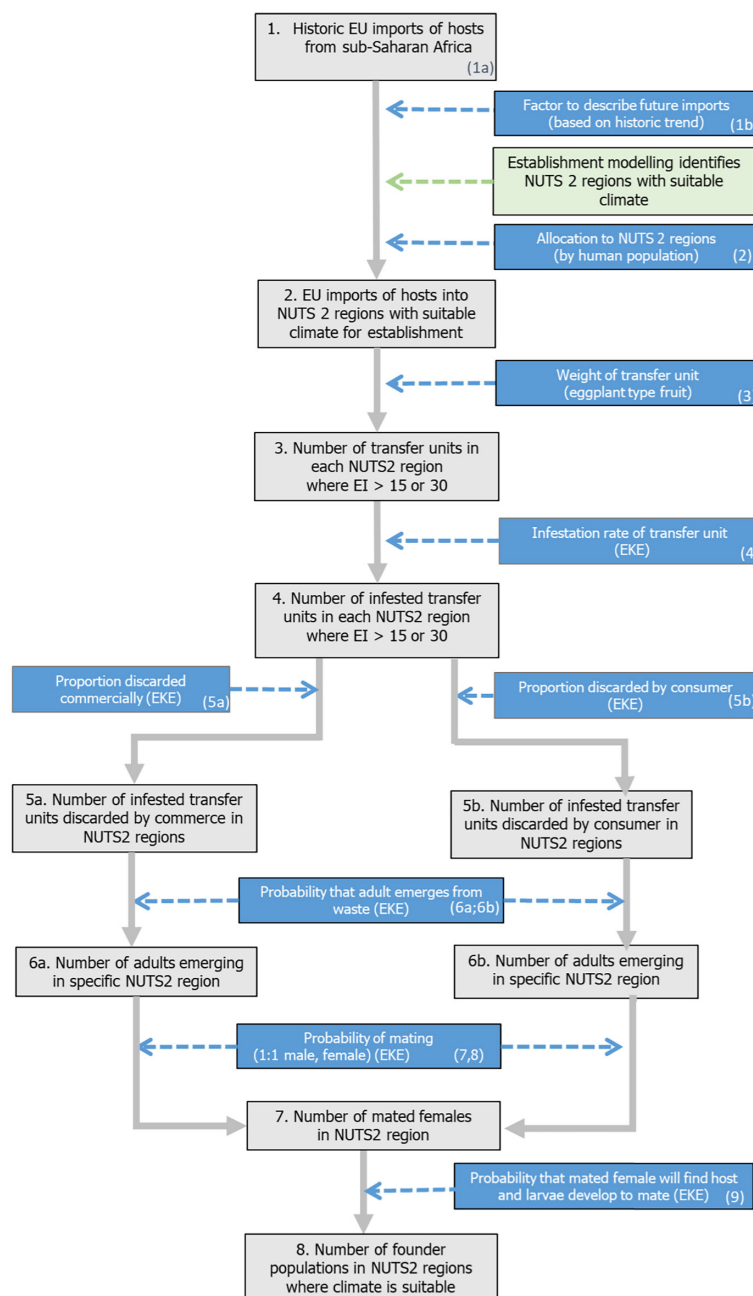 1. Historic EU imports of hosts
from sub-Saharan Africa
(1a)
Factor to describe future imports
(based on historic trend) (1b)
Establishment modelling identifies
NUTS 2 regions with suitable
climate
Allocation to NUTS 2 regions
(by human population) (2)
2. EU imports of hosts into
NUTS 2 regions with suitable
climate for establishment
Weight of transfer unit
(eggplant type fruit) (3
3. Number of transfer units in
each NUTS2 region
where EI > 15 or 30
Infestation rate of transfer unit
(EKE) (4
4. Number of infested transfer
units in each NUTS2 region
where EI > 15 or 30
Proportion discarded
commercially (EKE) (5a)
Proportion discarded by consumer
(EKE) (5b)
5a. Number of infested transfer
units discarded by commerce in
NUTS2 regions
5b. Number of infested transfer
units discarded by consumer in
NUTS2 regions
Probability that adult emerges from
waste (EKE) (6a;6b)
6a. Number of adults emerging
in specific NUTS2 region
6b. Number of adults emerging
in specific NUTS2 region
Probability of mating
(1:1 male, female) (EKE) (7,8)
7. Number of mated females
in NUTS2 region
Probability that mated female will find host
and larvae develop to mate (EKE) (9)
8. Number of founder
populations in NUTS2 regions
where climate is suitable